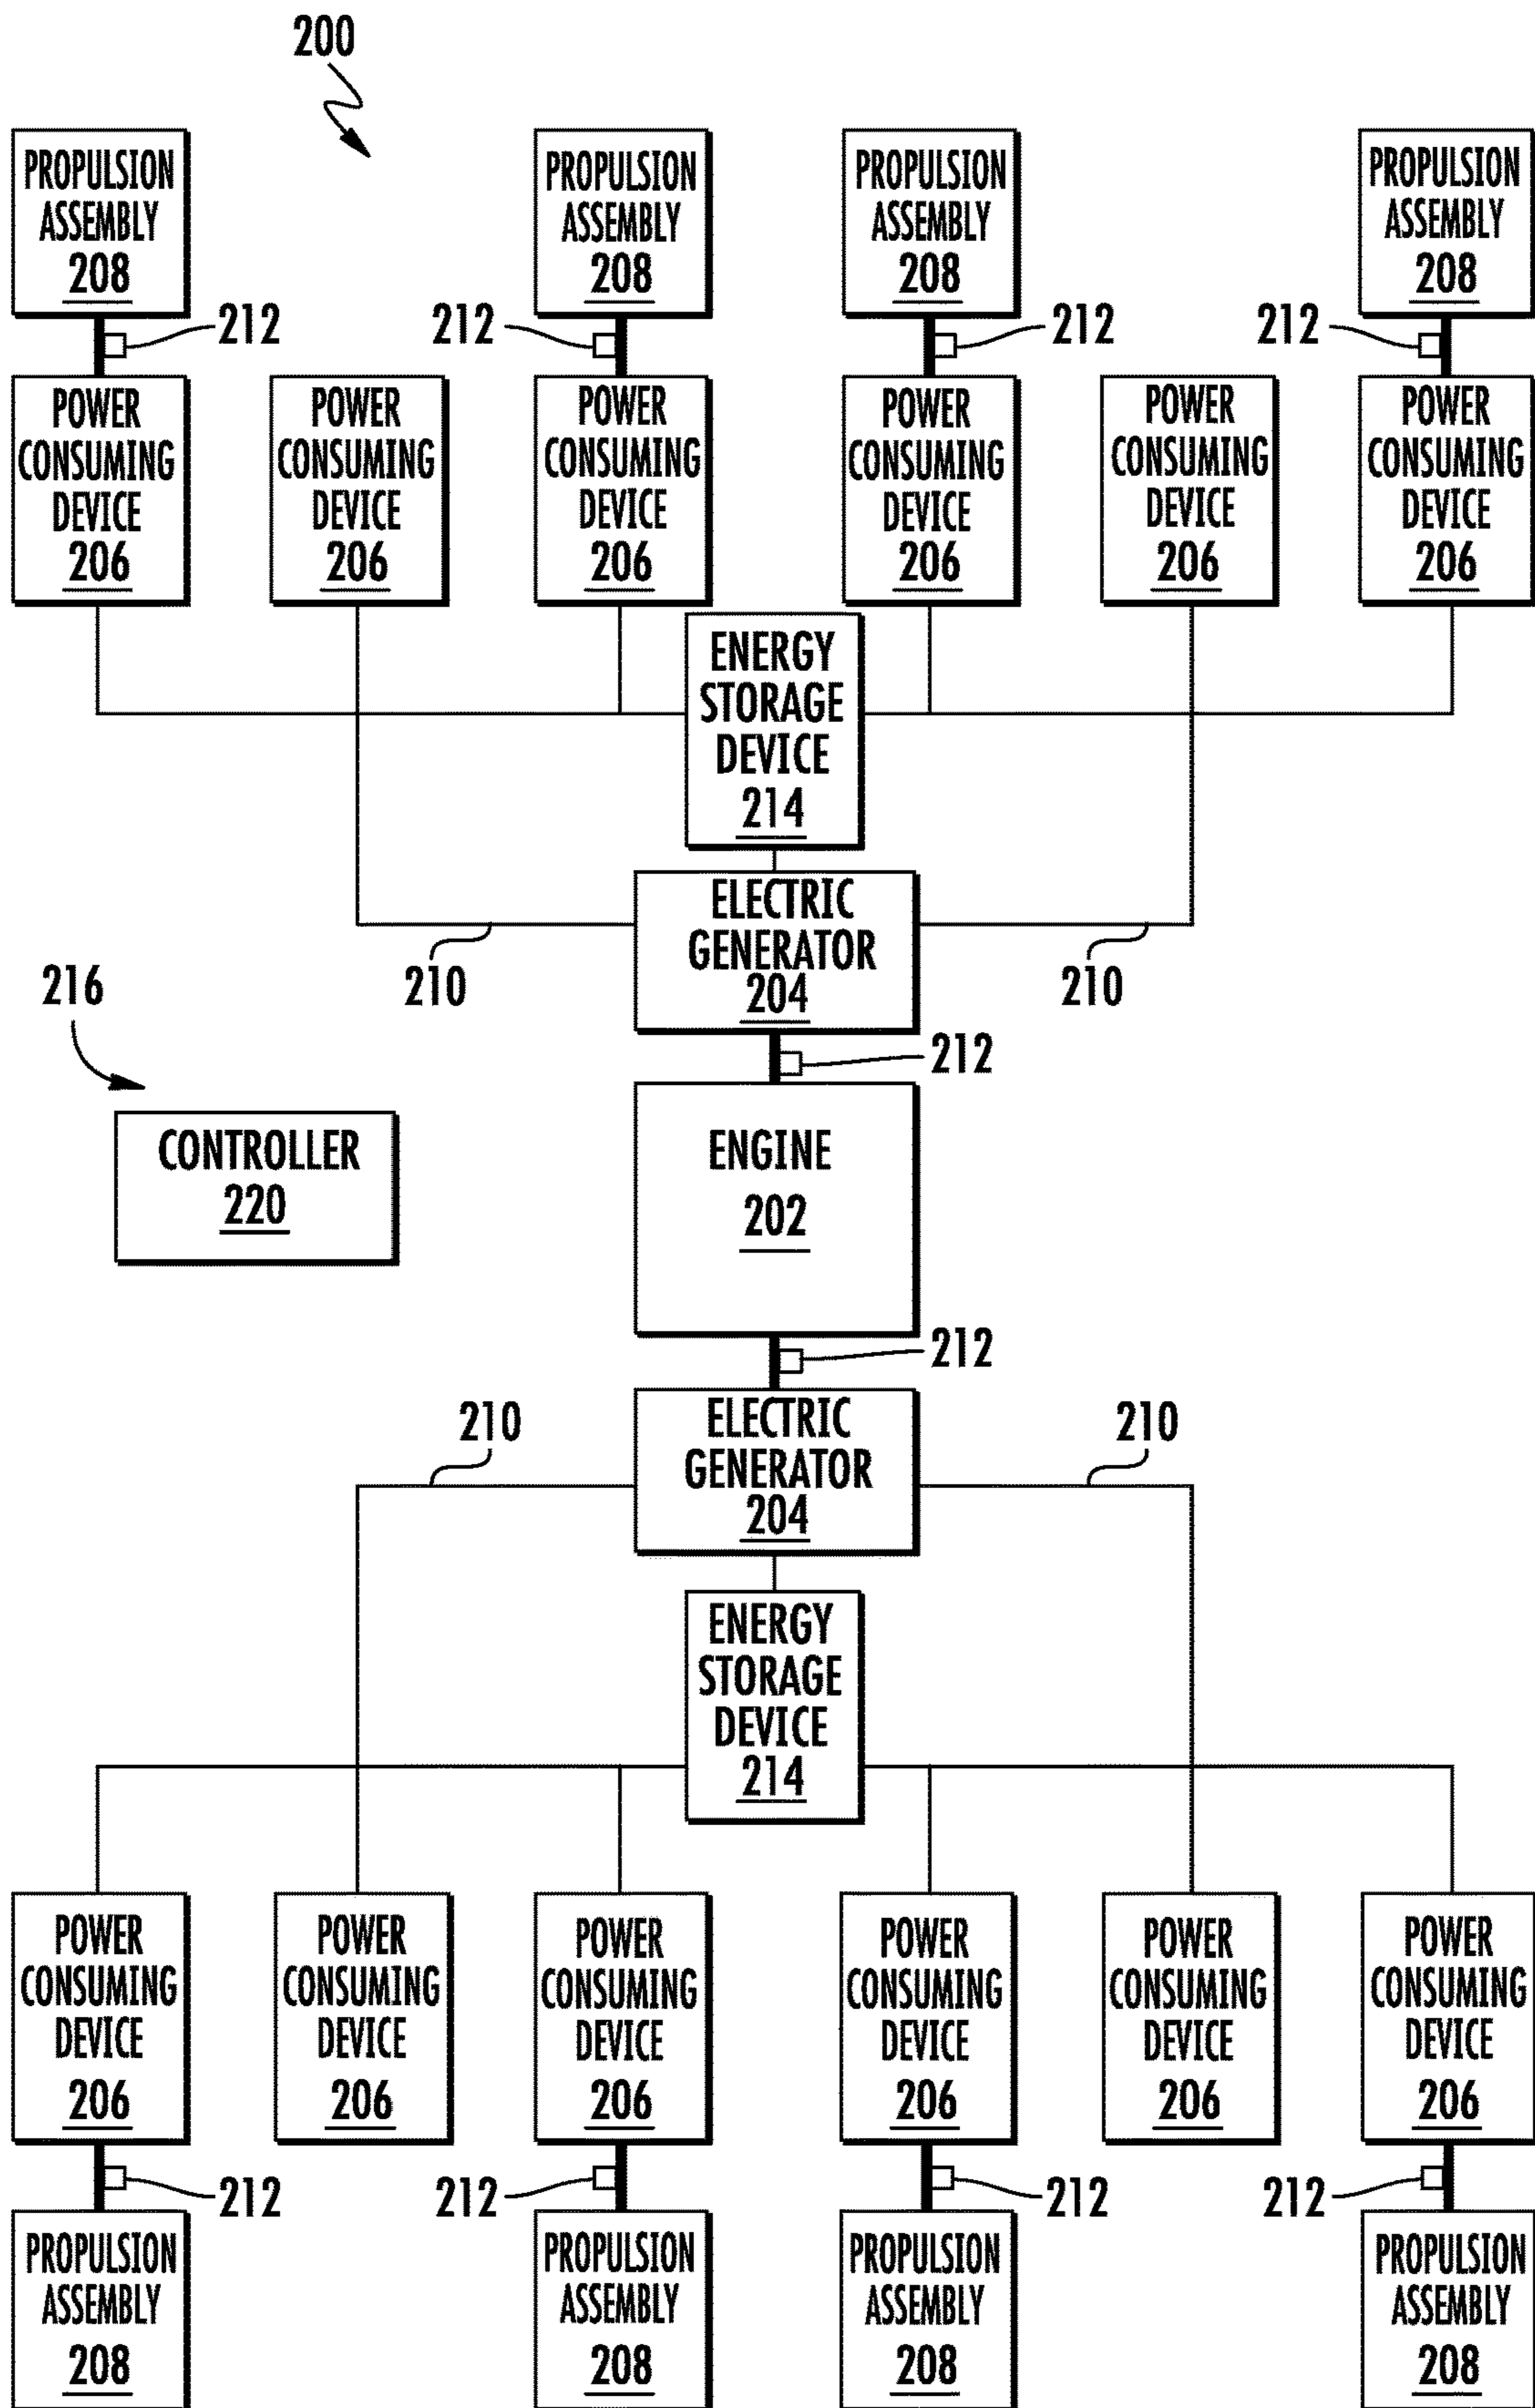 200
PROPULSION
ASSEMBLY
208
PROPULSION
ASSEMBLY
208
PROPULSION
ASSEMBLY
208
PROPULSION
ASSEMBLY
208
212
212
212
212
POWER
CONSUMING
DEVICE
206
POWER
CONSUMING
DEVICE
206
POWER
CONSUMING
DEVICE
206
POWER
CONSUMING
DEVICE
206
POWER
CONSUMING
DEVICE
206
POWER
CONSUMING
DEVICE
206
ENERGY
STORAGE
DEVICE
214
ELECTRIC
GENERATOR
204
210
210
216
212
CONTROLLER
220
ENGINE
202
212
210
210
ELECTRIC
GENERATOR
204
ENERGY
STORAGE
DEVICE
214
POWER
CONSUMING
DEVICE
206
POWER
CONSUMING
DEVICE
206
POWER
CONSUMING
DEVICE
206
POWER
CONSUMING
DEVICE
206
POWER
CONSUMING
DEVICE
206
POWER
CONSUMING
DEVICE
206
212
212
212
212
PROPULSION
ASSEMBLY
208
PROPULSION
ASSEMBLY
208
PROPULSION
ASSEMBLY
208
PROPULSION
ASSEMBLY
208